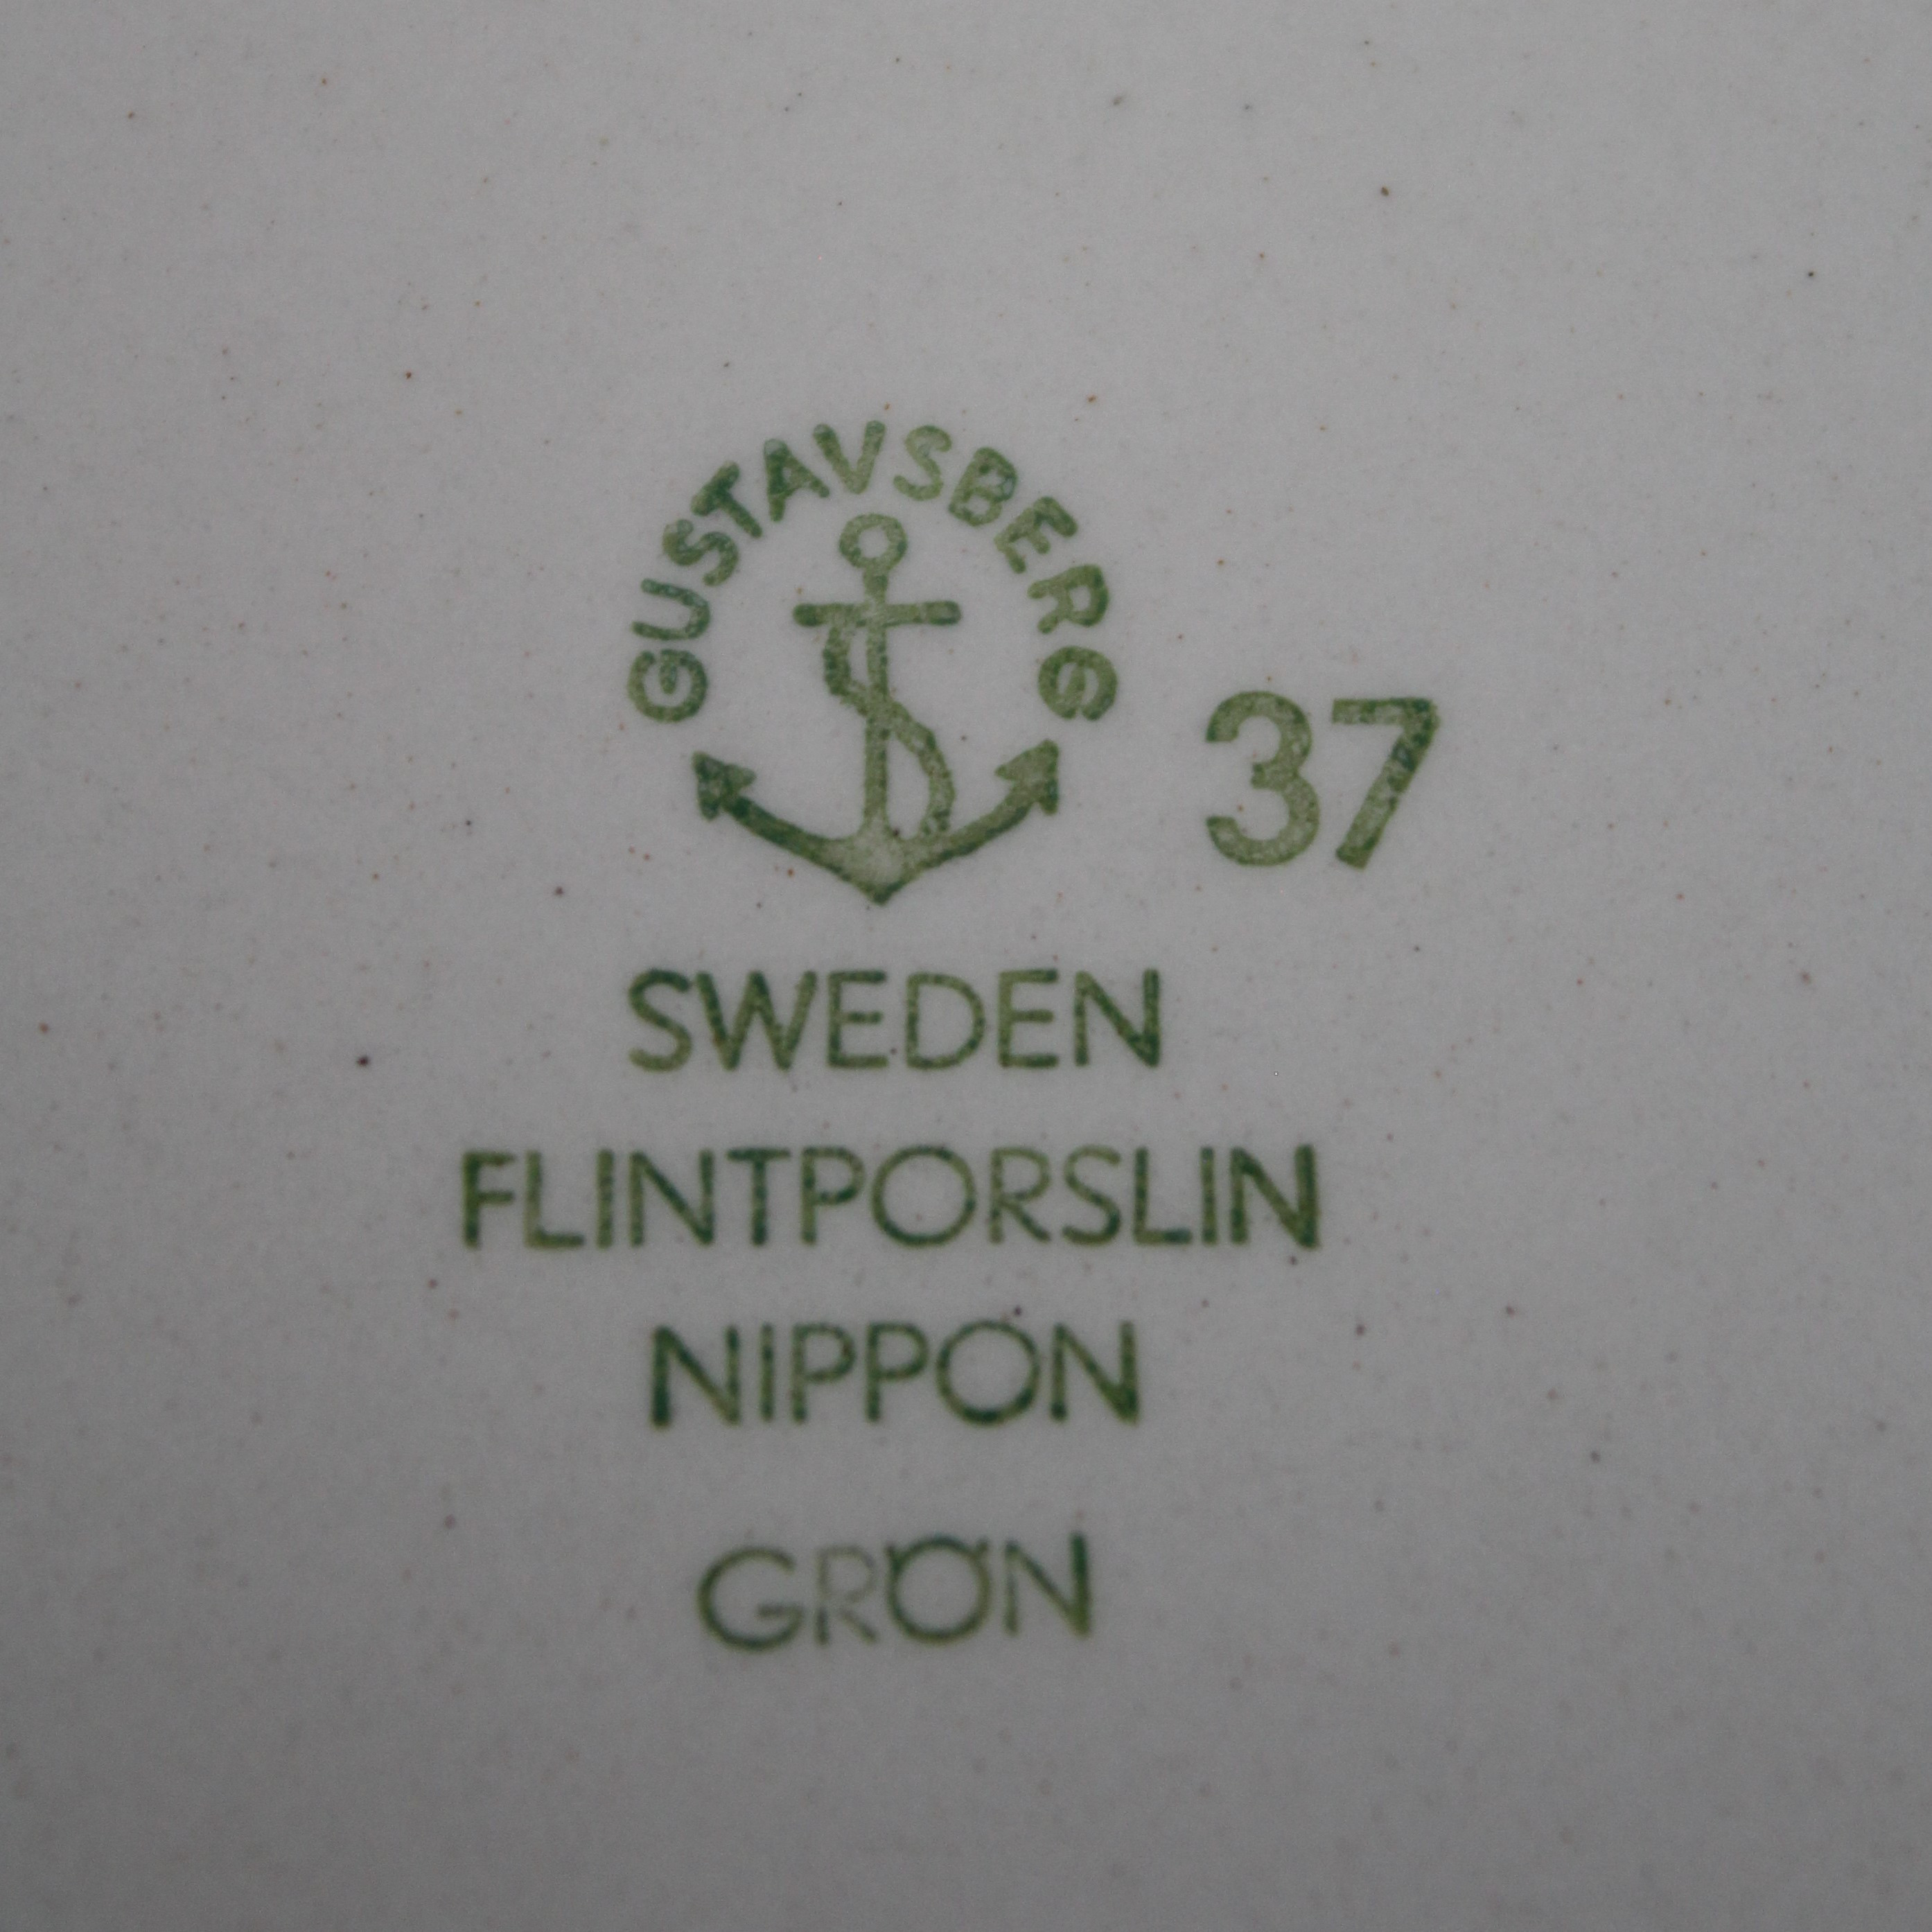 GUSTAVSBERG
37
SWEDEN
FLINTPORSLIN
NIPPON
GRÖN